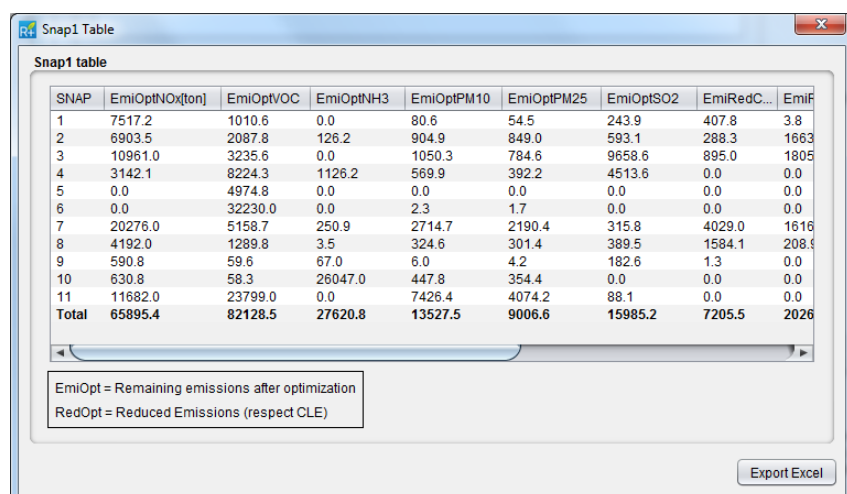 R+ Snap1 Table
Snap1 table
SNAP EmiOptNOx[ton] EmiOptVOC EmiOptNH3 EmiOptPM10 EmiOptPM25 EmiOptSO2 EmiRedC...
1 7517.2 1010.6 0.0 80.6 54.5 243.9 407.8 3.8
2 6903.5 2087.8 126.2 904.9 849.0 593.1 288.3 1663
3 10961.0 3235.6 0.0 1050.3 784.6 9658.6 895.0 1805
4 3142.1 8224.3 1126.2 569.9 392.2 4513.6 0.0 0.0
5 0.0 4974.8 0.0 0.0 0.0 0.0 0.0 0.0
6 0.0 32230.0 0.0 2.3 1.7 0.0 0.0 0.0
7 20276.0 5158.7 250.9 2714.7 2190.4 315.8 4029.0 1616
8 4192.0 1289.8 3.5 324.6 301.4 389.5 1584.1 208.9
9 590.8 59.6 67.0 6.0 4.2 182.6 1.3 0.0
10 630.8 58.3 26047.0 447.8 354.4 0.0 0.0 0.0
11 11682.0 23799.0 0.0 7426.4 4074.2 88.1 0.0 0.0
Total 65895.4 82128.5 27620.8 13527.5 9006.6 15985.2 7205.5 2026
EmiOpt = Remaining emissions after optimization
RedOpt = Reduced Emissions (respect CLE)
Export Excel